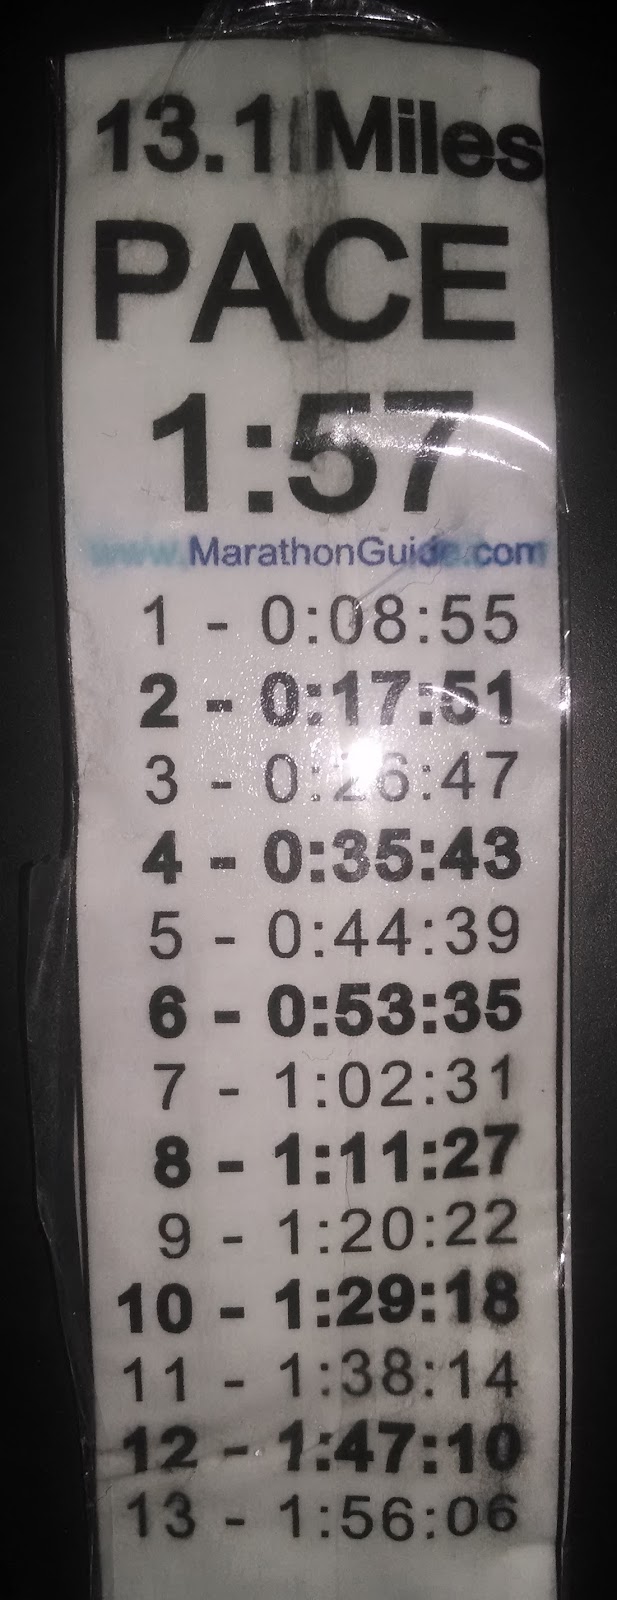 13.1 Miles
PACE
1:57
www.MarathonGuide.com
1 - 0:08:55
2 - 0:17:51
3 - 0:26:47
4 - 0:35:43
5 - 0:44:39
6 - 0:53:35
7 - 1:02:31
8 - 1:11:27
9 - 1:20:22
10 - 1:29:18
11 - 1:38:14
12 - 1:47:10
13 - 1:56:06